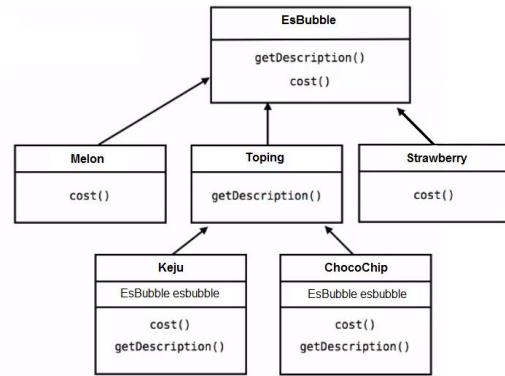 EsBubble
getDescription()
cost()
Melon
cost()
Toping
getDescription()
Strawberry
cost()
Keju
EsBubble esbubble
cost()
getDescription()
ChocoChip
EsBubble esbubble
cost()
getDescription()